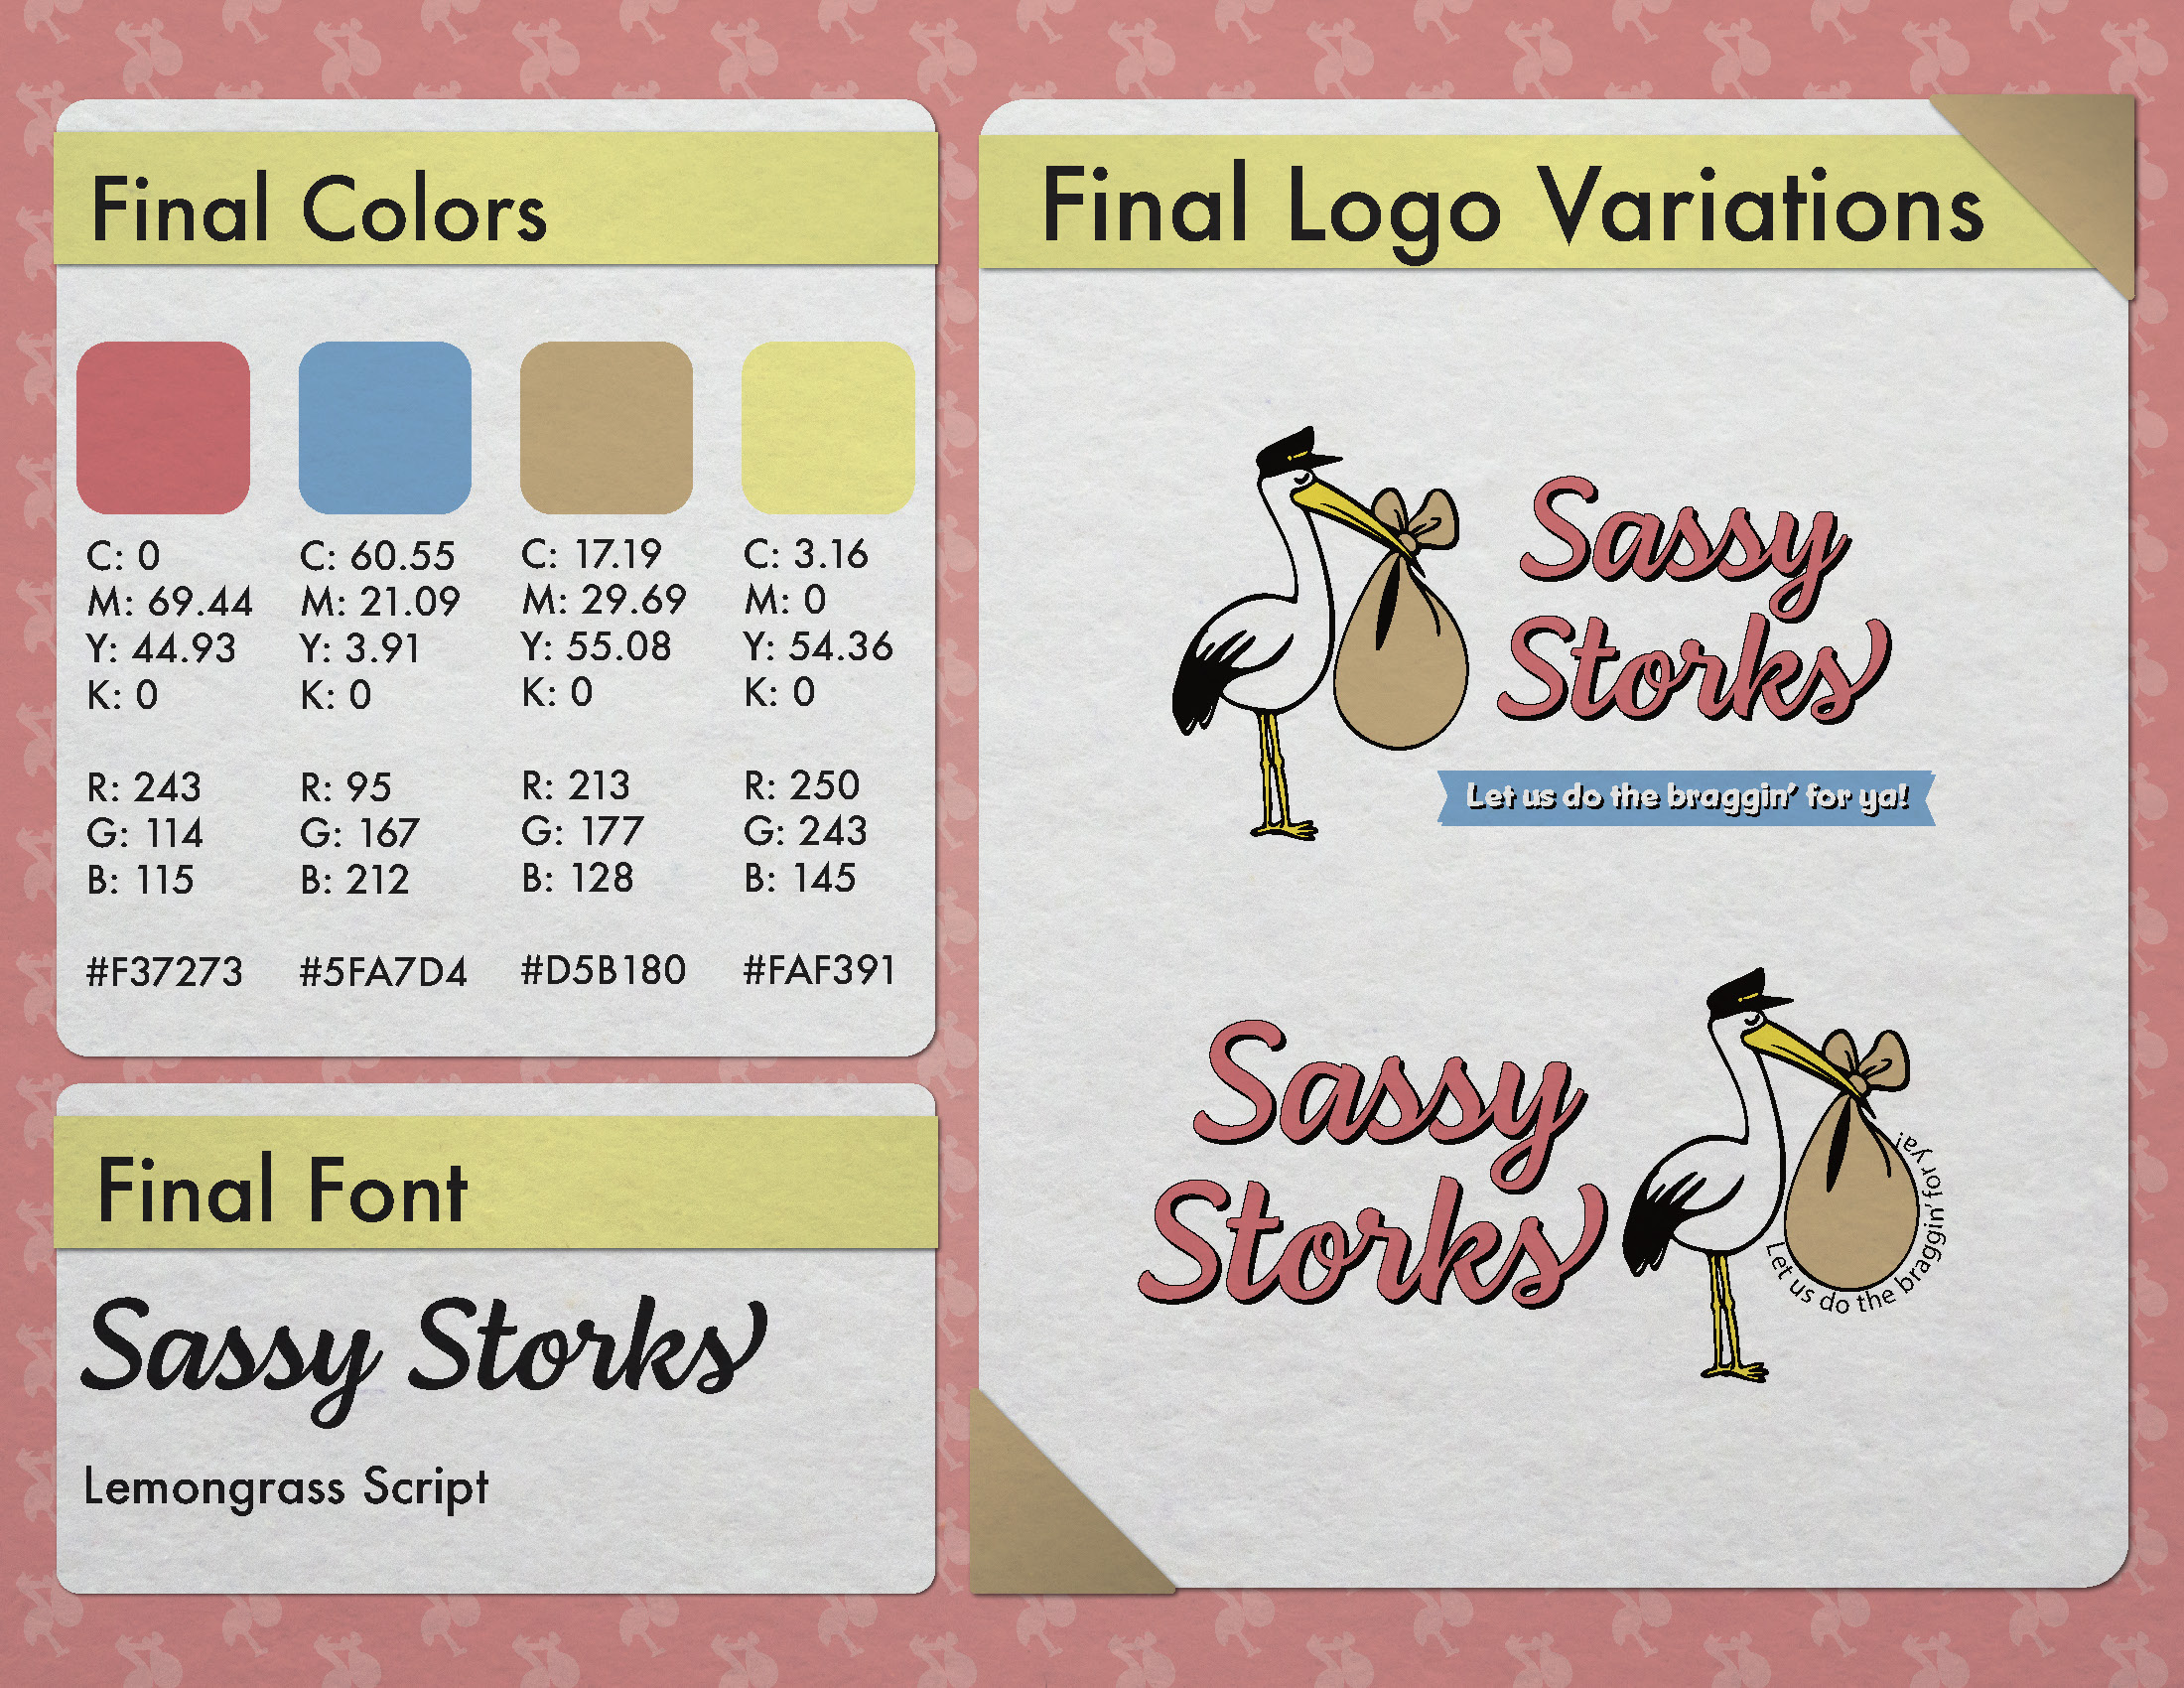 Final Colors
C: 0
M: 69.44
Y: 44.93
K: 0
R: 243
G: 114
B: 115
#F37273
C: 60.55
M: 21.09
Y: 3.91
K: 0
R: 95
G: 167
B: 212
#5FA7D4
C: 17.19
M: 29.69
Y: 55.08
K: 0
R: 213
G: 177
B: 128
#D5B180
C: 3.16
M: 0
Y: 54.36
K: 0
R: 250
G: 243
B: 145
#FAF391
Final Font
Sassy Storks
Lemongrass Script
Final Logo Variations
Sassy
Storks
Let us do the braggin’ for ya!
Sassy
Storks
Let us do the braggin’ for ya!